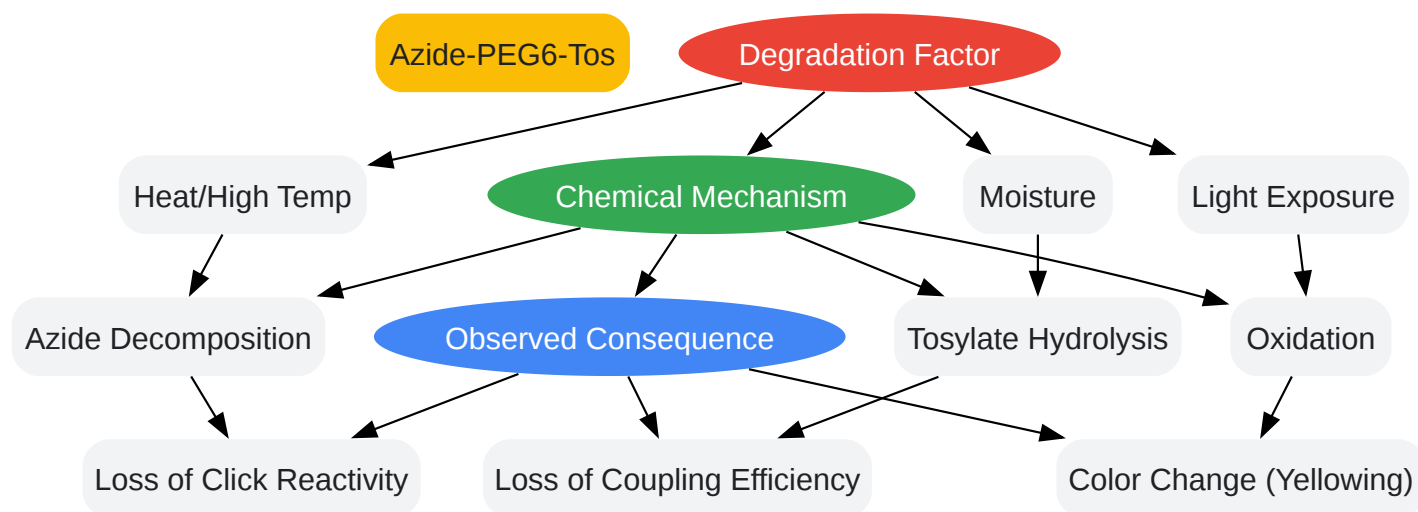 Azide-PEG6-Tos
Degradation Factor
Heat/High Temp
Chemical Mechanism
Moisture
Light Exposure
Azide Decomposition
Observed Consequence
Tosylate Hydrolysis
Oxidation
Loss of Click Reactivity
Loss of Coupling Efficiency
Color Change (Yellowing)